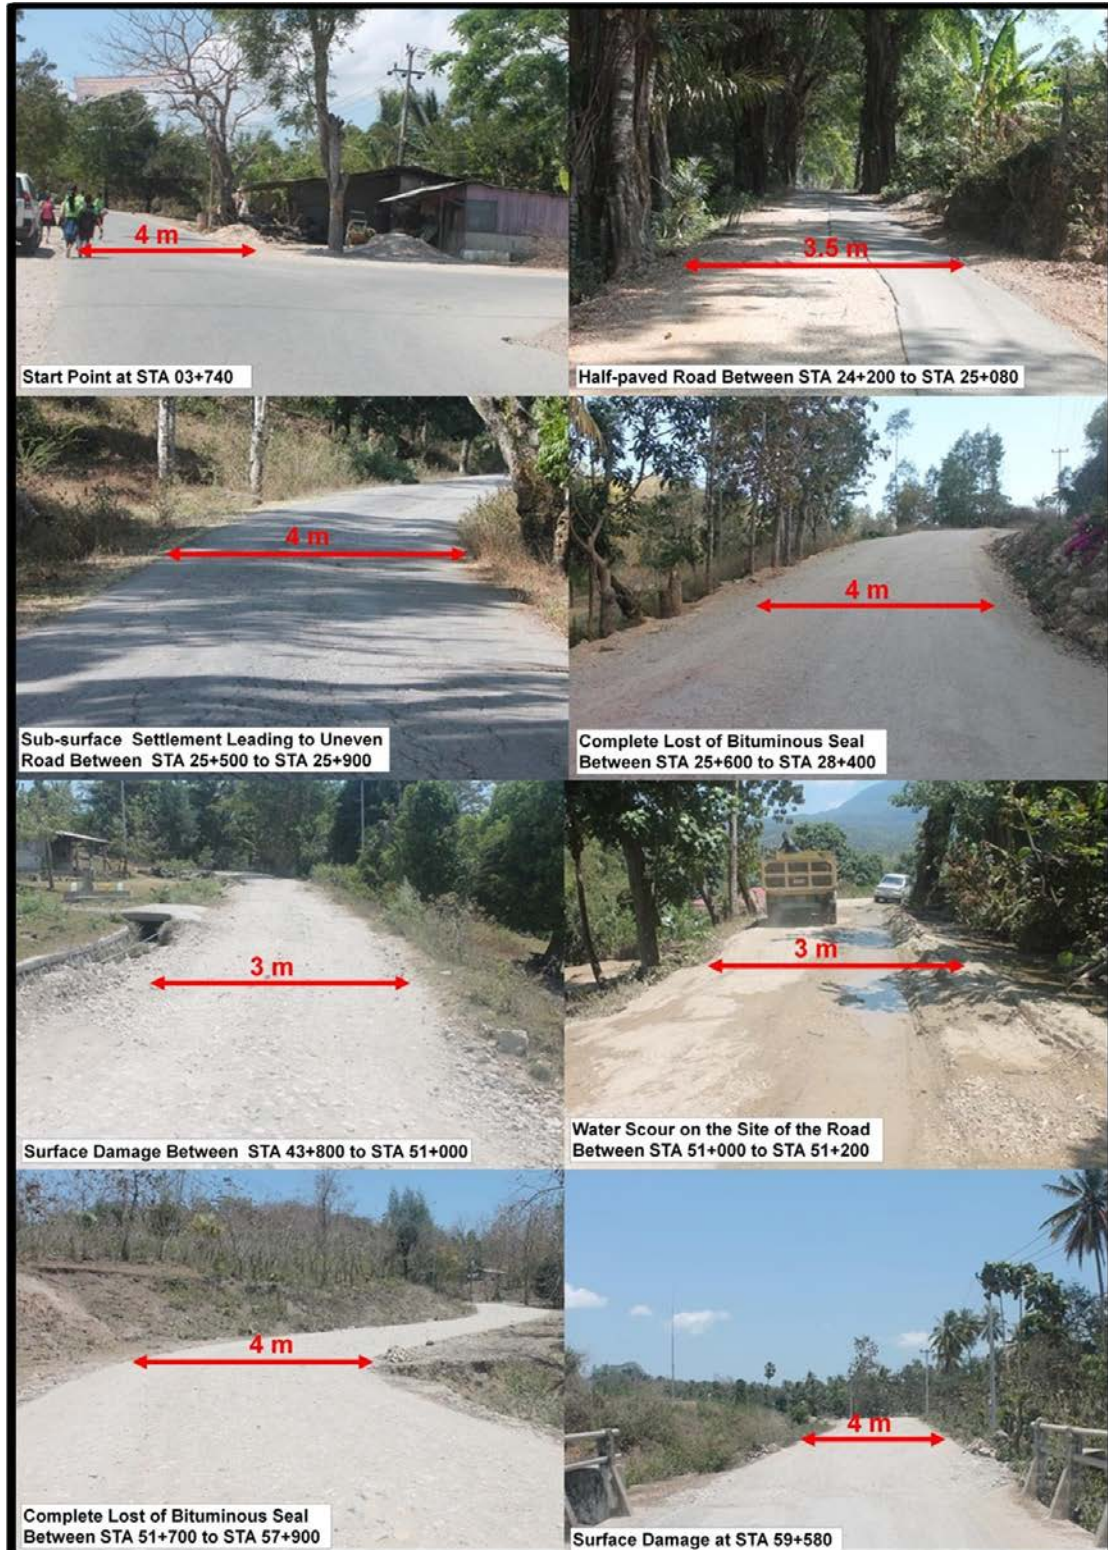 4 m
Start Point at STA 03+740
3.5 m
Half-paved Road Between STA 24+200 to STA 25+080
4 m
Sub-surface Settlement Leading to Uneven
Road Between STA 25+500 to STA 25+900
4 m
Complete Lost of Bituminous Seal
Between STA 25+600 to STA 28+400
3 m
Surface Damage Between STA 43+800 to STA 51+000
3 m
Water Scour on the Site of the Road
Between STA 51+000 to STA 51+200
4 m
Complete Lost of Bituminous Seal
Between STA 51+700 to STA 57+900
4 m
Surface Damage at STA 59+580